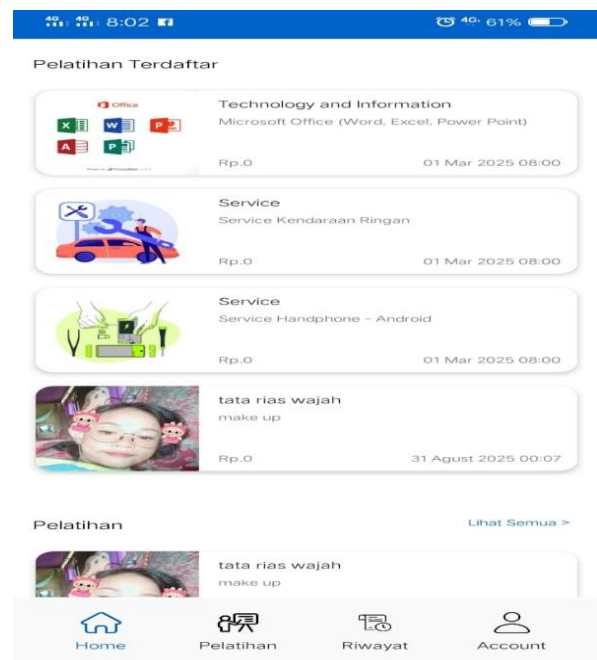 4G 4G 8:02
4G+ 61%
Pelatihan Terdaftar
Office
Technology and Information
Microsoft Office (Word, Excel, Power Point)
X W P
A P
Rp.0 01 Mar 2025 08:00
Service
Service Kendaraan Ringan
Rp.0 01 Mar 2025 08:00
Service
Service Handphone - Android
Rp.0 01 Mar 2025 08:00
tata rias wajah
make up
Rp.0 31 Agust 2025 00:07
Pelatihan Lihat Semua >
tata rias wajah
make up
Home Pelatihan Riwayat Account